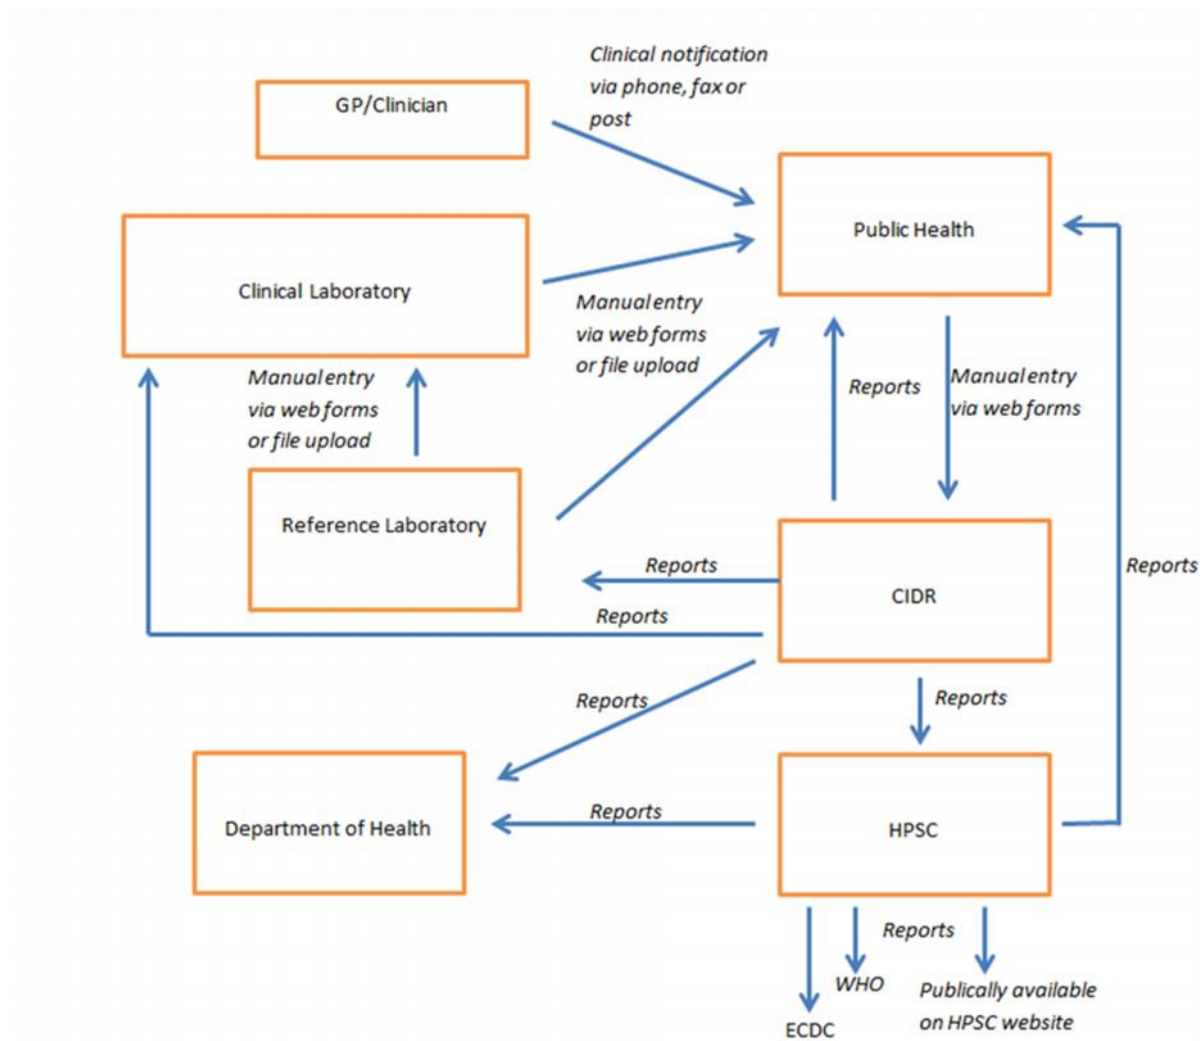 Clinical notification
via phone, fax or
post
GP/Clinician
Public Health
Clinical Laboratory
Manual entry
via web forms
or file upload
Manual entry
via web forms
or file upload
Reports
Manual entry
via web forms
Reference Laboratory
Reports
Reports
CIDR
Reports
Reports
Reports
Department of Health
Reports
HPSC
Reports
WHO
Publically available
on HPSC website
ECDC